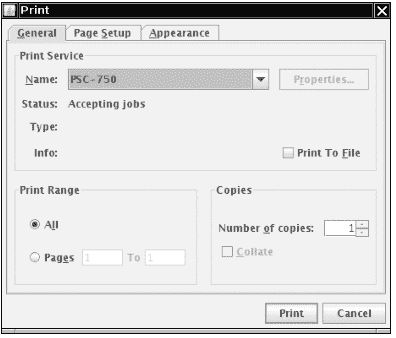 Print
General Page Setup Appearance
Print Service
Name: PSC-750 Properties...
Status: Accepting jobs
Type:
Info: Print To File
Print Range
All
Pages 1 To 1
Copies
Number of copies: 1
Collate
Print Cancel